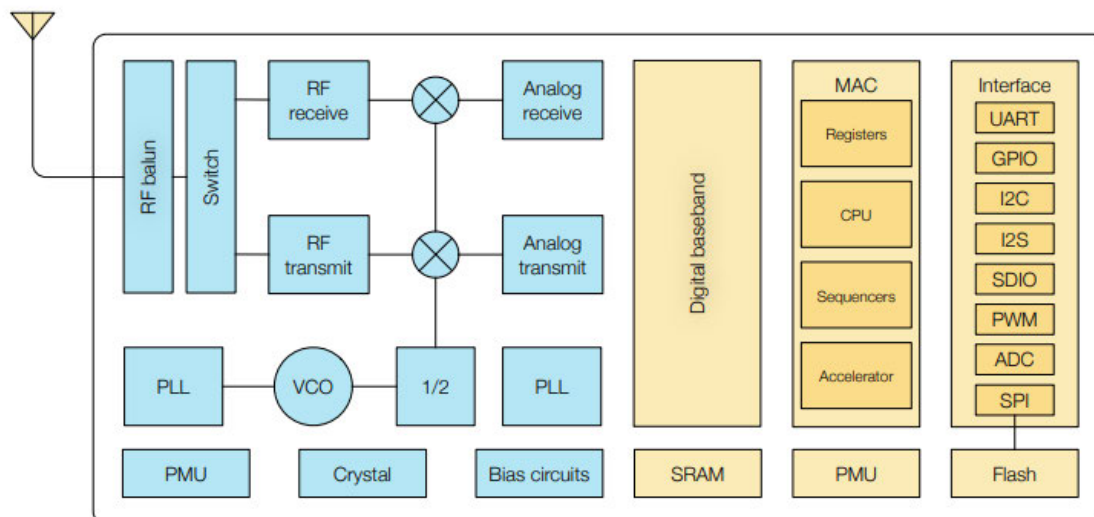 RF balun
Switch
RF
receive
Analog
receive
RF
transmit
Analog
transmit
PLL
VCO
1/2
PLL
PMU
Crystal
Bias circuits
Digital baseband
SRAM
MAC
Registers
CPU
Sequencers
Accelerator
PMU
Interface
UART
GPIO
I2C
I2S
SDIO
PWM
ADC
SPI
Flash